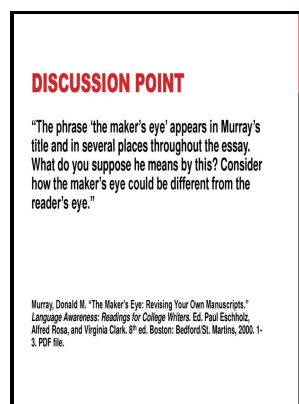 DISCUSSION POINT
“The phrase ‘the maker’s eye’ appears in Murray’s
title and in several places throughout the essay.
What do you suppose he means by this? Consider
how the maker’s eye could be different from the
reader’s eye.”
Murray, Donald M. “The Maker’s Eye: Revising Your Own Manuscripts.”
Language Awareness: Readings for College Writers. Ed. Paul Eschholz,
Alfred Rosa, and Virginia Clark. 8th ed. Boston: Bedford/St. Martins, 2000. 1-
3. PDF file.